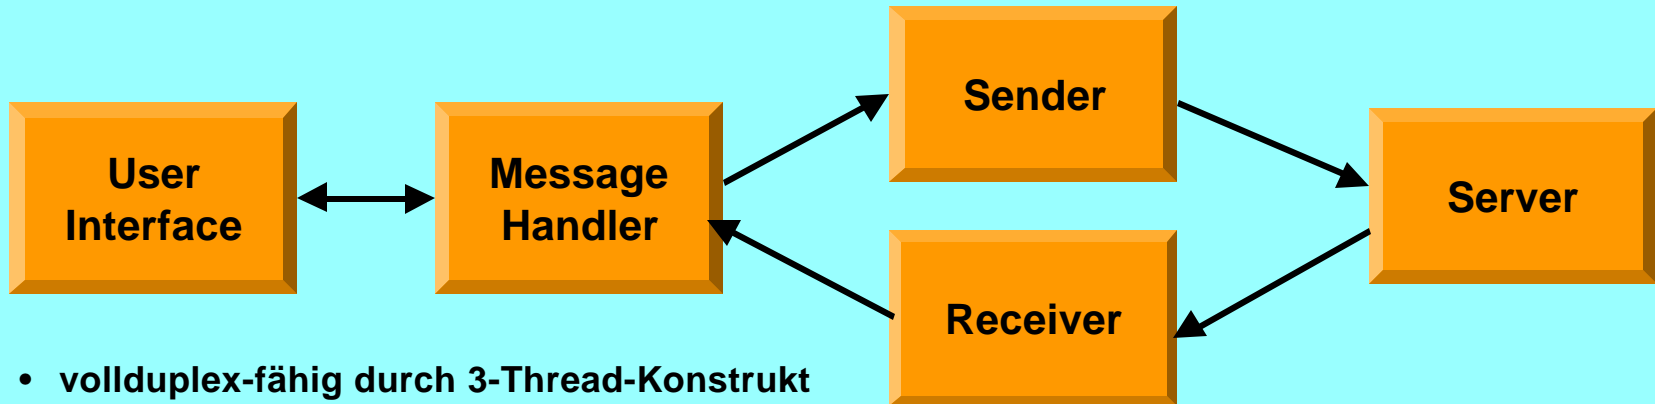 User
Interface
Message
Handler
Sender
Receiver
Server
• vollduplex-fähig durch 3-Thread-Konstrukt